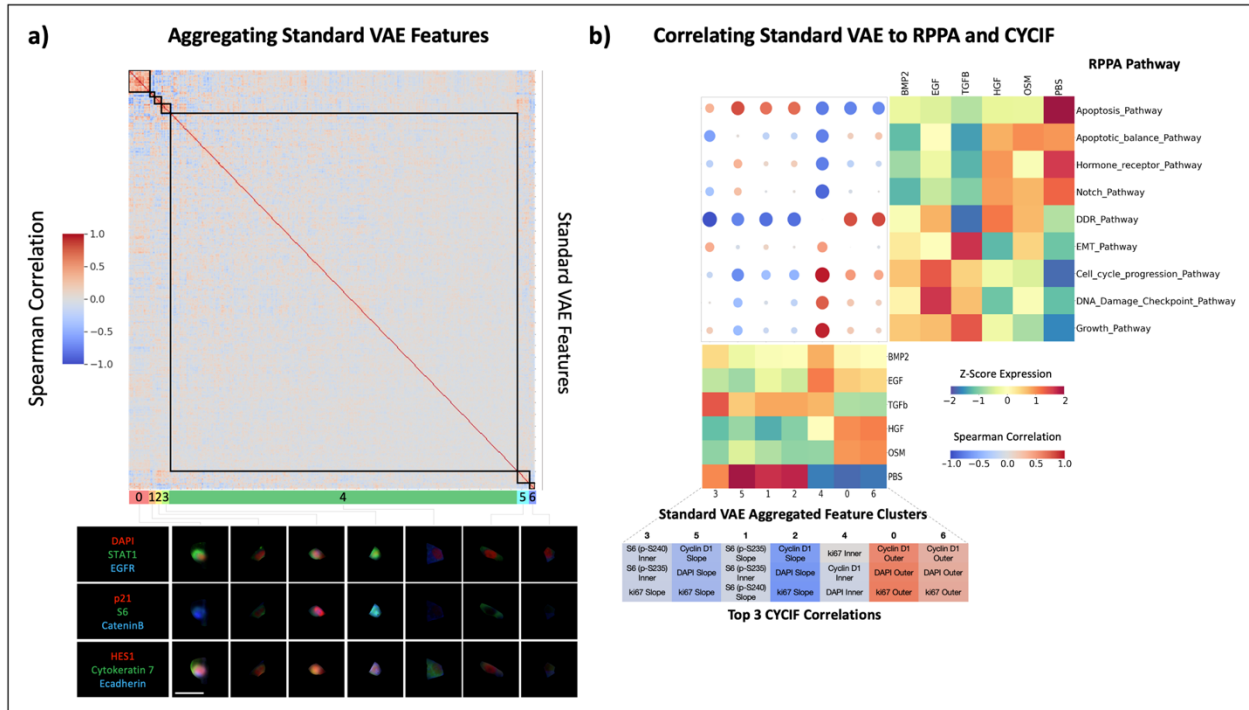 a)
Aggregating Standard VAE Features
Spearman Correlation
1.0
0.5
0.0
−0.5
−1.0
Standard VAE Features
0 1 2 3 4 5 6
DAPI
STAT1
EGFR
p21
S6
CateninB
HES1
Cytokeratin 7
Ecadherin
b)
Correlating Standard VAE to RPPA and CYCIF
BMP2 EGF TGFB HGF OSM PBS
RPPA Pathway
Apoptosis_Pathway
Apoptotic_balance_Pathway
Hormone_receptor_Pathway
Notch_Pathway
DDR_Pathway
EMT_Pathway
Cell_cycle_progression_Pathway
DNA_Damage_Checkpoint_Pathway
Growth_Pathway
BMP2
EGF
TGFb
HGF
OSM
PBS
3 5 1 2 4 0 6
Z-Score Expression
−2 −1 0 1 2
Spearman Correlation
−1.0 −0.5 0.0 0.5 1.0
Standard VAE Aggregated Feature Clusters
3 5 1 2 4 0 6
S6 (p-S240) Inner
Cyclin D1 Slope
S6 (p-S235) Slope
Cyclin D1 Slope
ki67 Inner
Cyclin D1 Outer
Cyclin D1 Outer
S6 (p-S235) Inner
DAPI Slope
S6 (p-S235) Inner
DAPI Slope
Cyclin D1 Inner
DAPI Outer
DAPI Outer
ki67 Slope
ki67 Slope
S6 (p-S240) Slope
ki67 Slope
DAPI Inner
ki67 Outer
ki67 Outer
Top 3 CYCIF Correlations